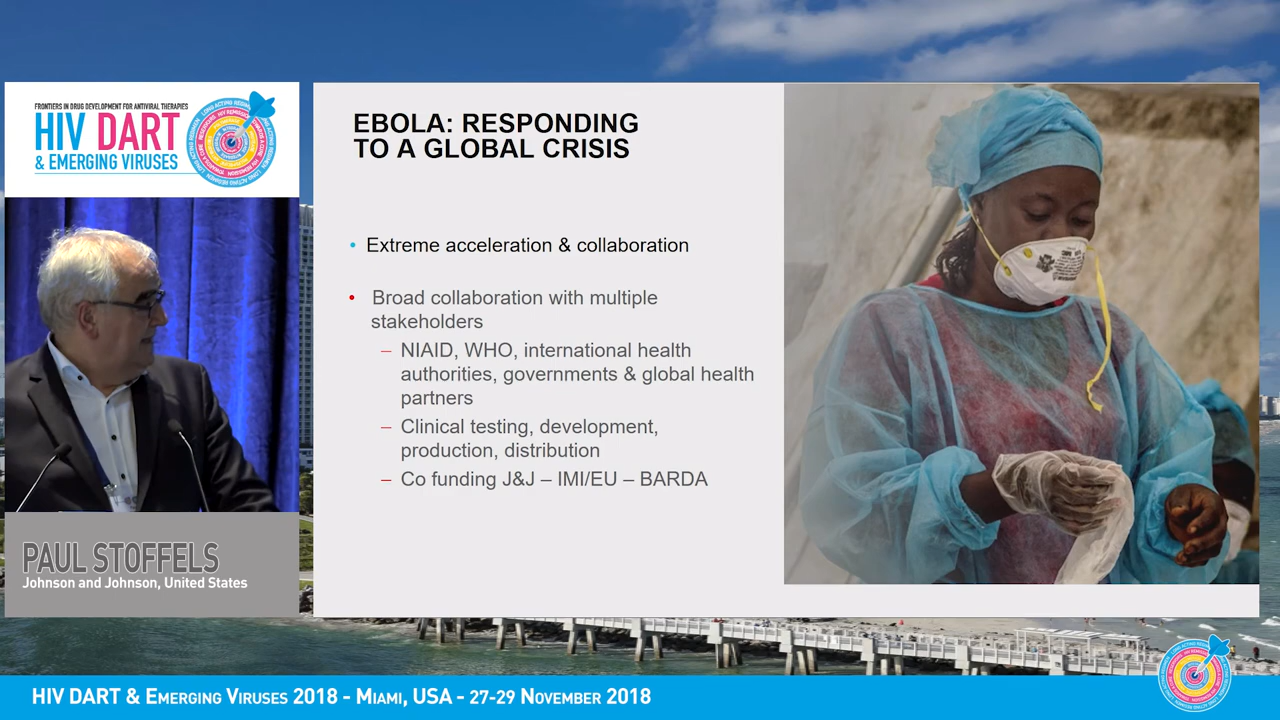 FRONTIERS IN DRUG DEVELOPMENT FOR ANTIVIRAL THERAPIES
HIV DART
& EMERGING VIRUSES
EBOLA: RESPONDING
TO A GLOBAL CRISIS
• Extreme acceleration & collaboration
• Broad collaboration with multiple
stakeholders
– NIAID, WHO, international health
authorities, governments & global health
partners
– Clinical testing, development,
production, distribution
– Co funding J&J – IMI/EU – BARDA
PAUL STOFFELS
Johnson and Johnson, United States
HIV DART & EMERGING VIRUSES 2018 - MIAMI, USA - 27-29 NOVEMBER 2018